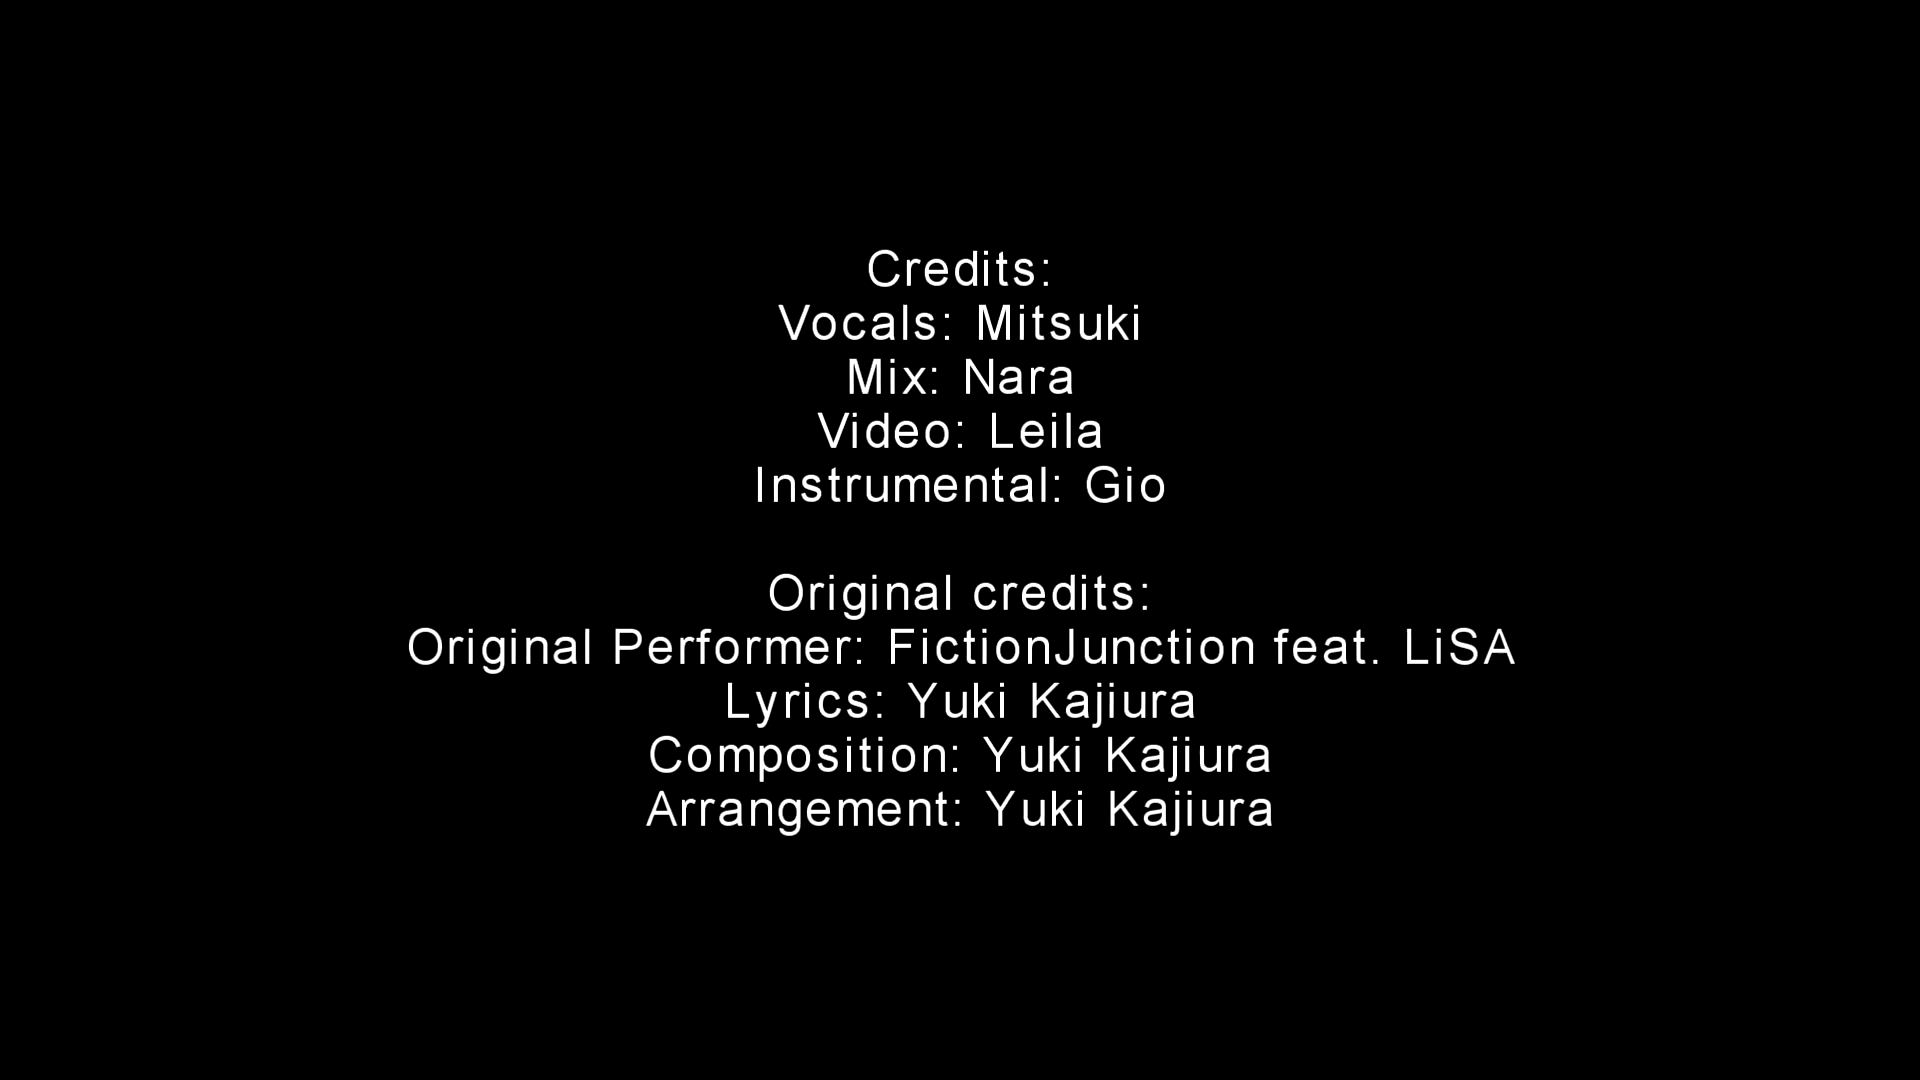 Credits:
Vocals: Mitsuki
Mix: Nara
Video: Leila
Instrumental: Gio
Original credits:
Original Performer: FictionJunction feat. LiSA
Lyrics: Yuki Kajiura
Composition: Yuki Kajiura
Arrangement: Yuki Kajiura